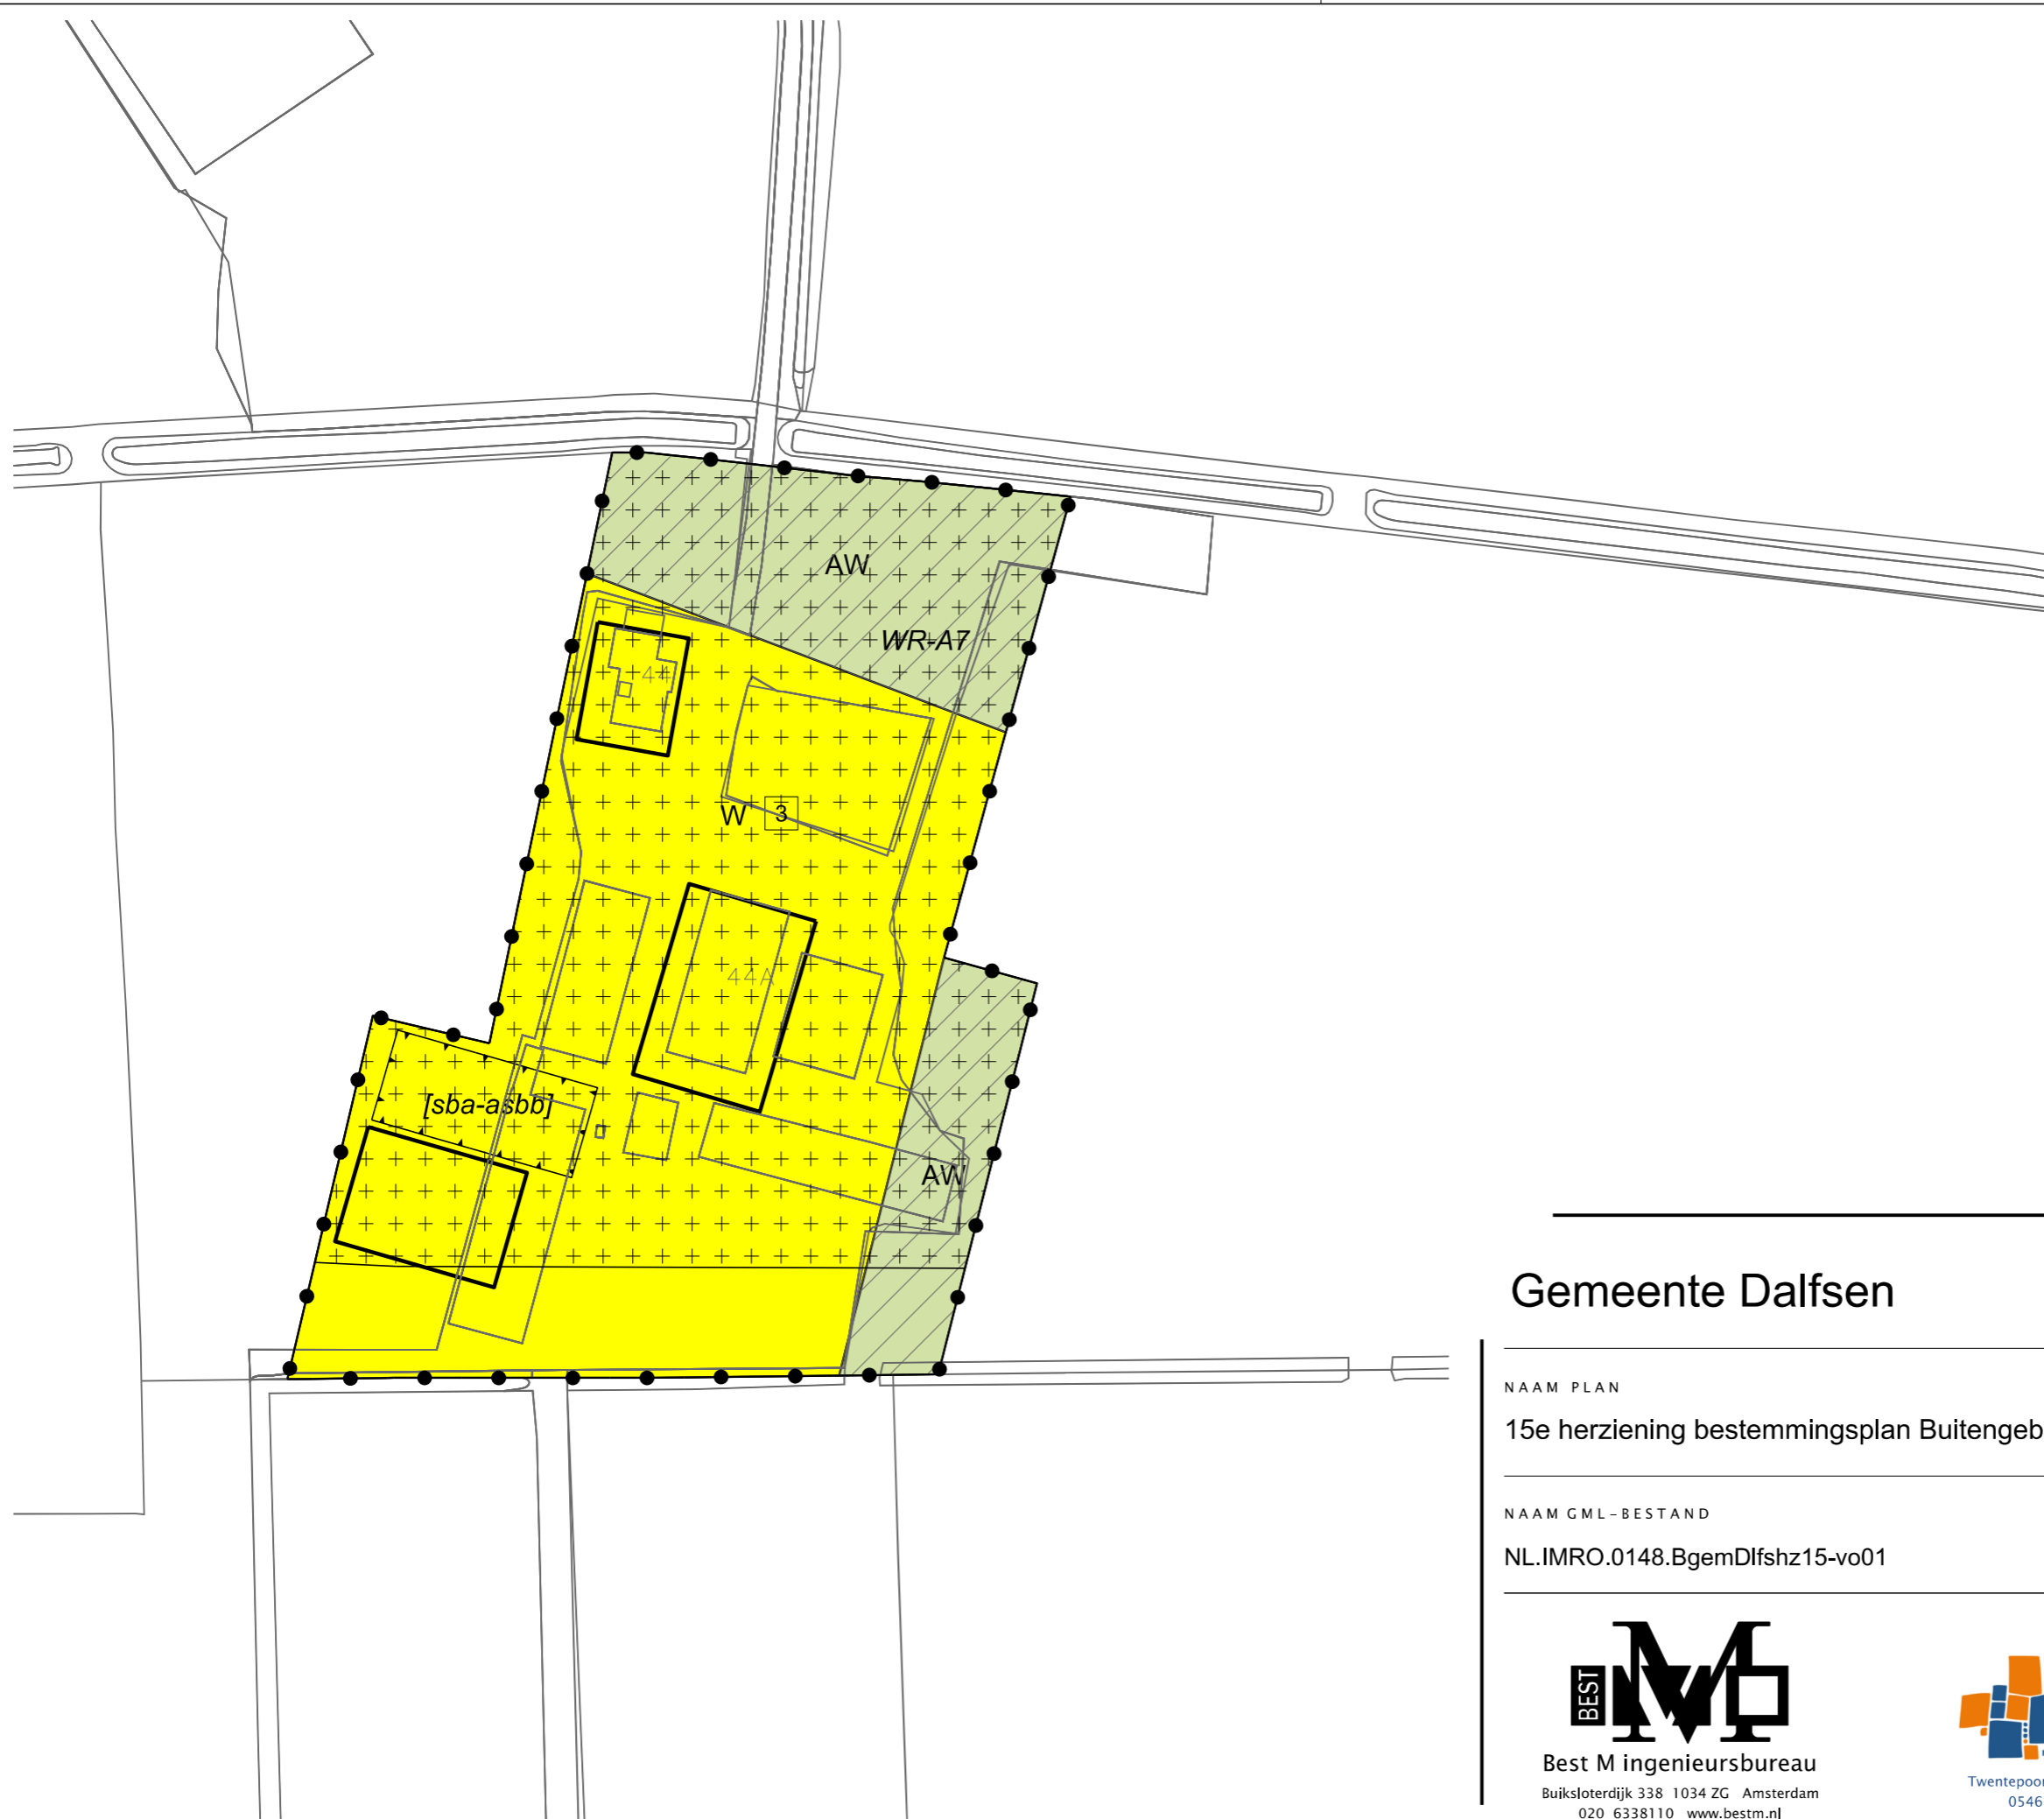 AW
WR-A7
44
W 3
44A
[sba-asbb]
AW
Gemeente Dalfsen
NAAM PLAN
15e herziening bestemmingsplan Buitengeb
NAAM GML-BESTAND
NL.IMRO.0148.BgemDlfshz15-vo01
BEST
Best M ingenieursbureau
Buiksloterdijk 338 1034 ZG Amsterdam
020 6338110 www.bestm.nl
Twentepoor
0546